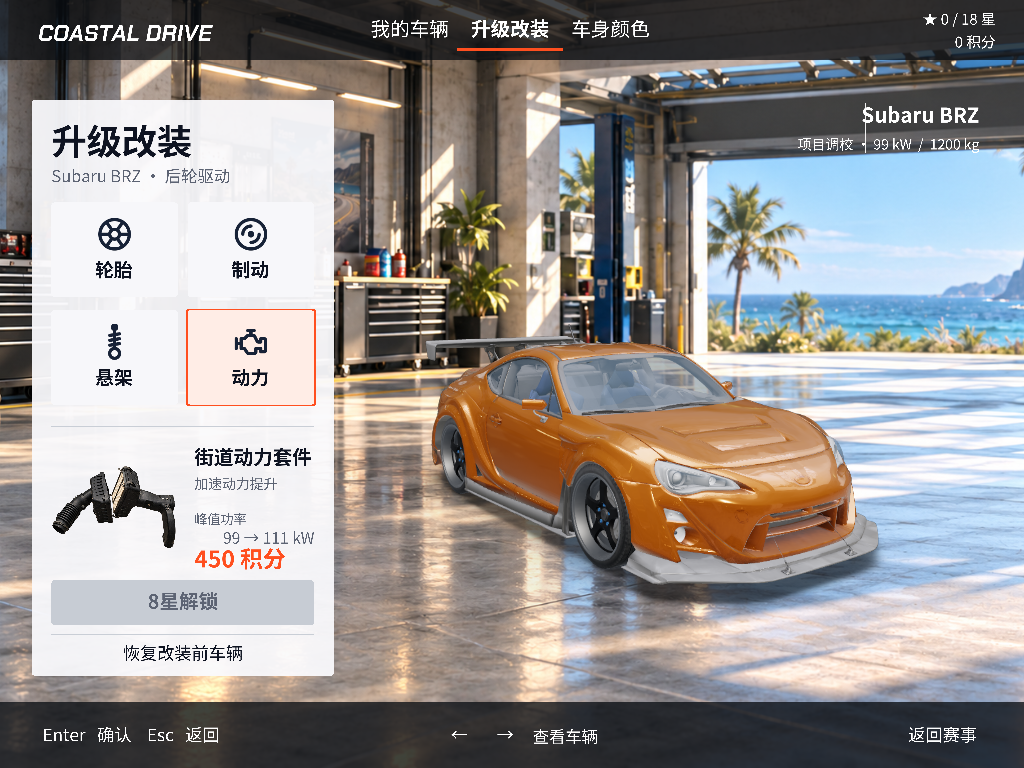 COASTAL DRIVE
我的车辆 升级改装 车身颜色
★ 0 / 18 星
0 积分
Subaru BRZ
项目调校 • 99 kW / 1200 kg
升级改装
Subaru BRZ • 后轮驱动
轮胎 制动
悬架 动力
街道动力套件
加速动力提升
峰值功率
99 → 111 kW
450 积分
8星解锁
恢复改装前车辆
Enter 确认 Esc 返回
← → 查看车辆
返回赛事